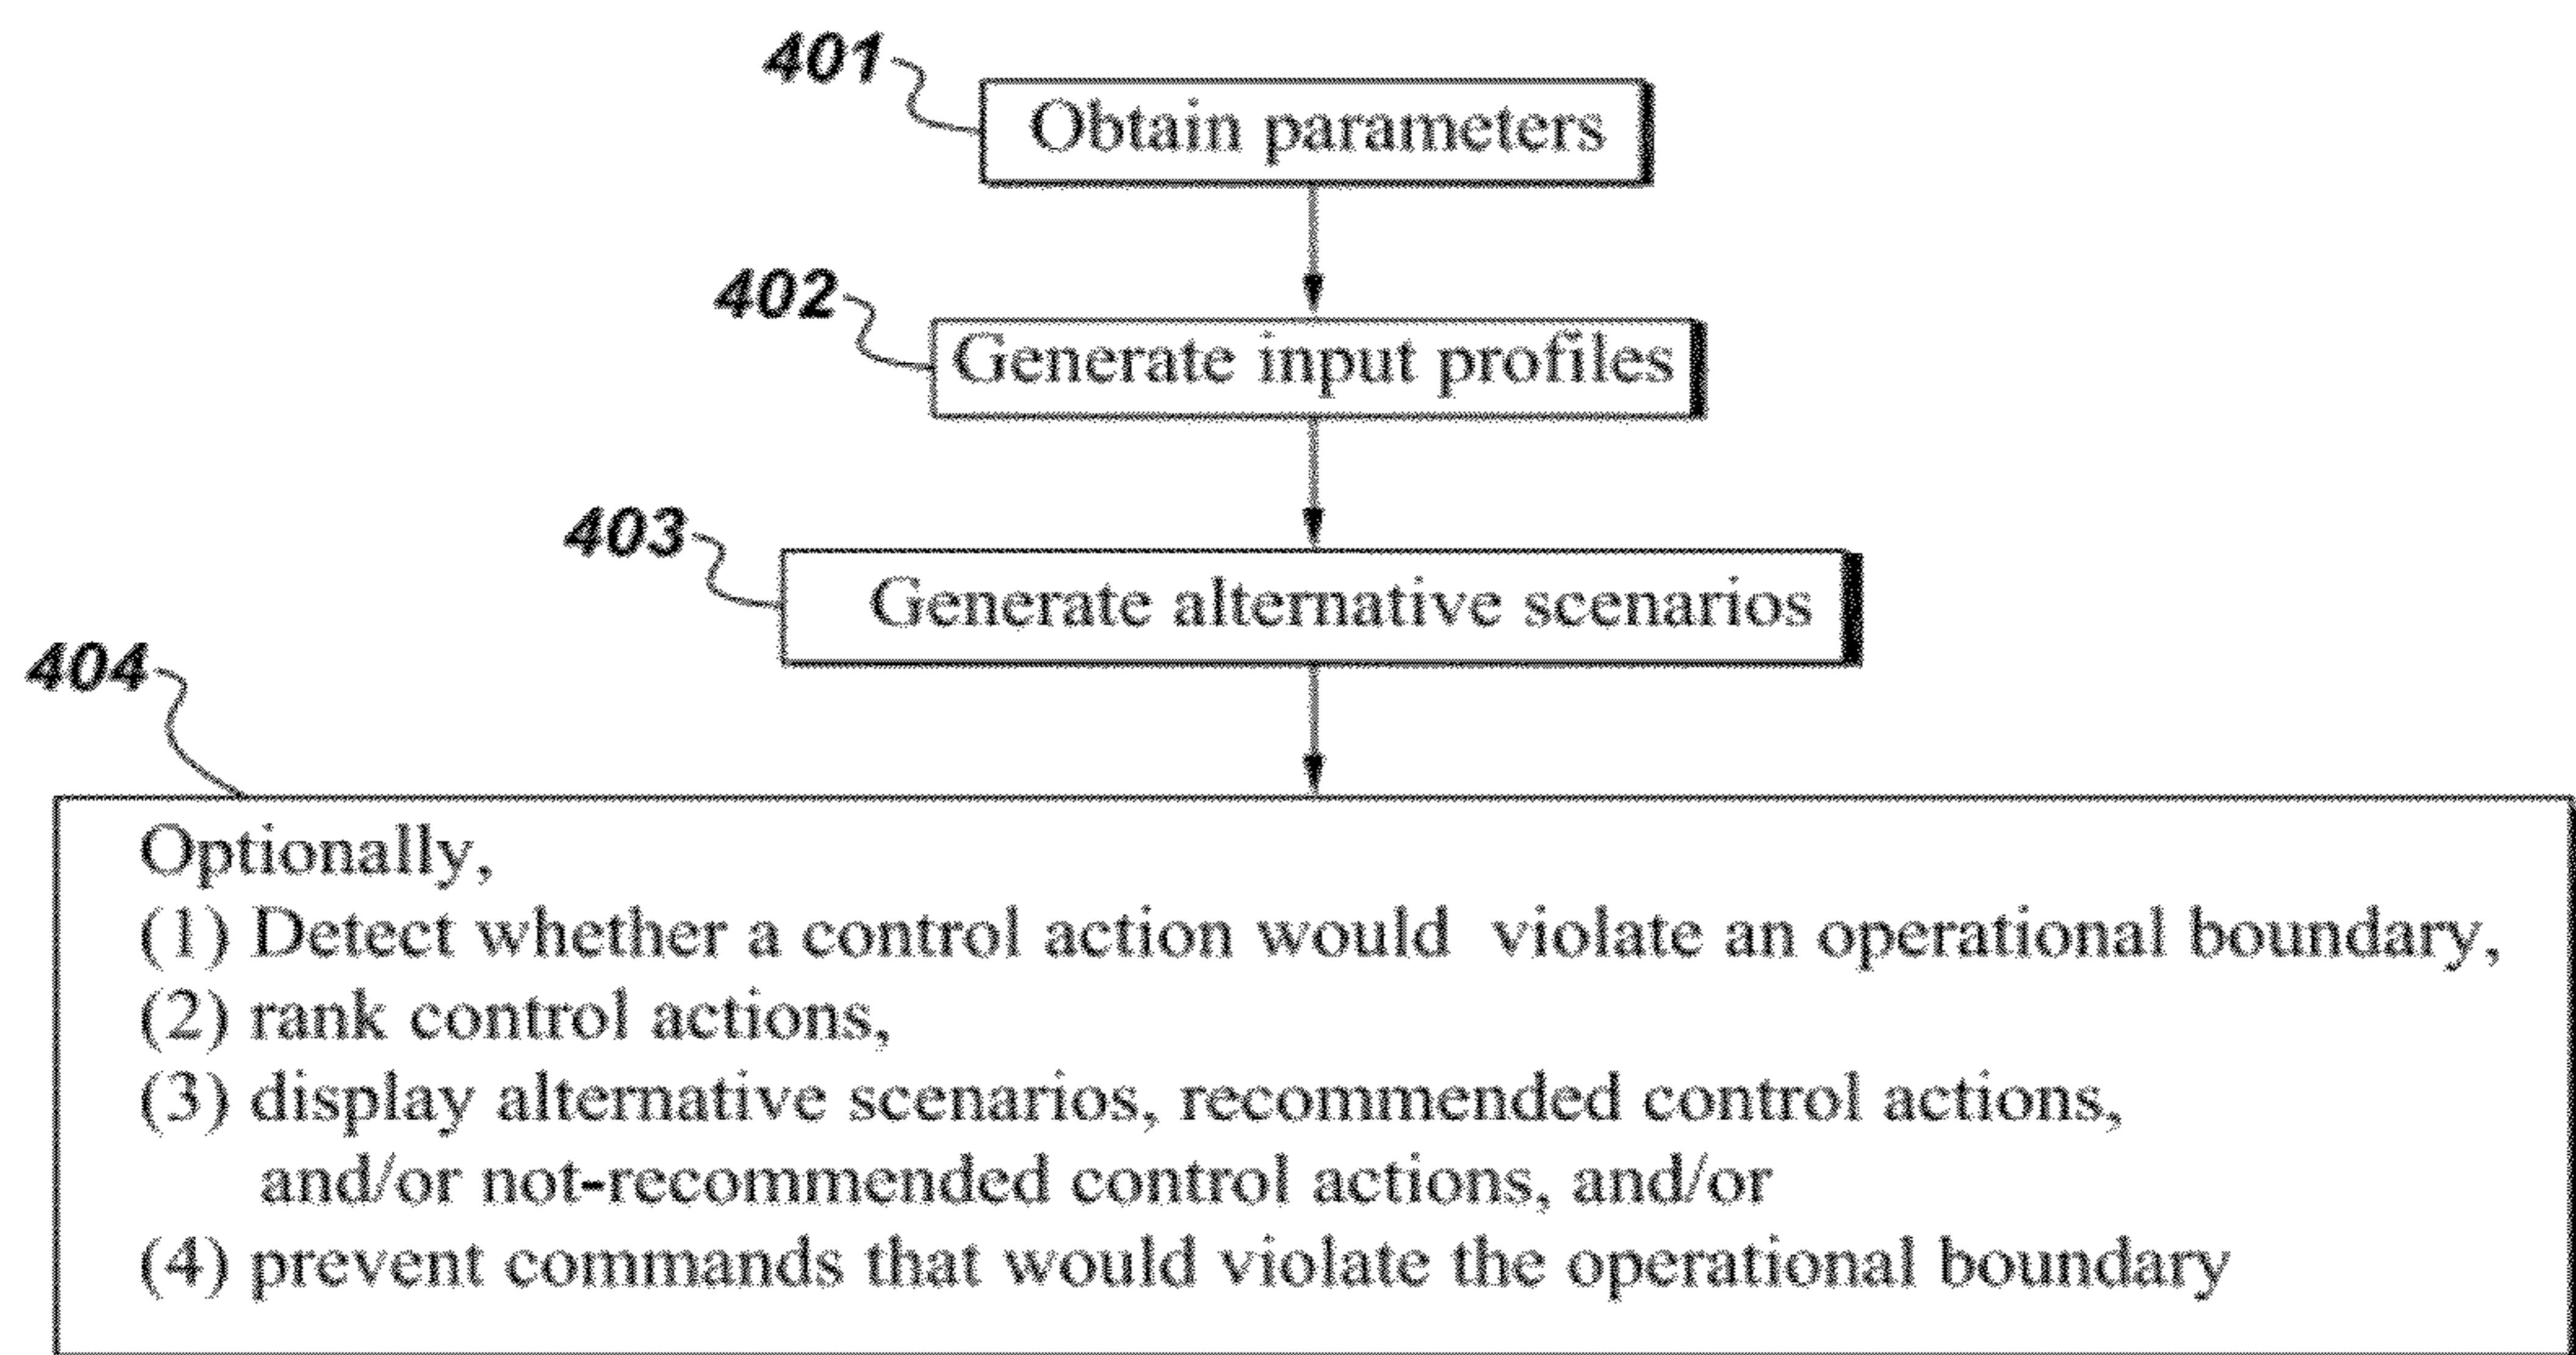 401
Obtain parameters
402
Generate input profiles
403
Generate alternative scenarios
404
Optionally,
(1) Detect whether a control action would violate an operational boundary,
(2) rank control actions,
(3) display alternative scenarios, recommended control actions,
and/or not-recommended control actions, and/or
(4) prevent commands that would violate the operational boundary